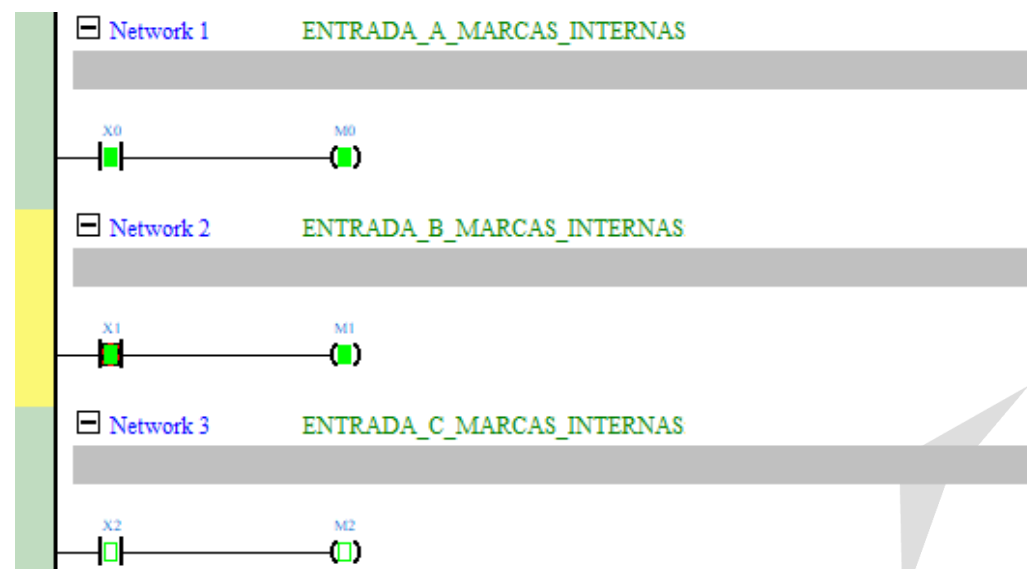 Network 1 ENTRADA_A_MARCAS_INTERNAS
X0 M0
Network 2 ENTRADA_B_MARCAS_INTERNAS
X1 M1
Network 3 ENTRADA_C_MARCAS_INTERNAS
X2 M2